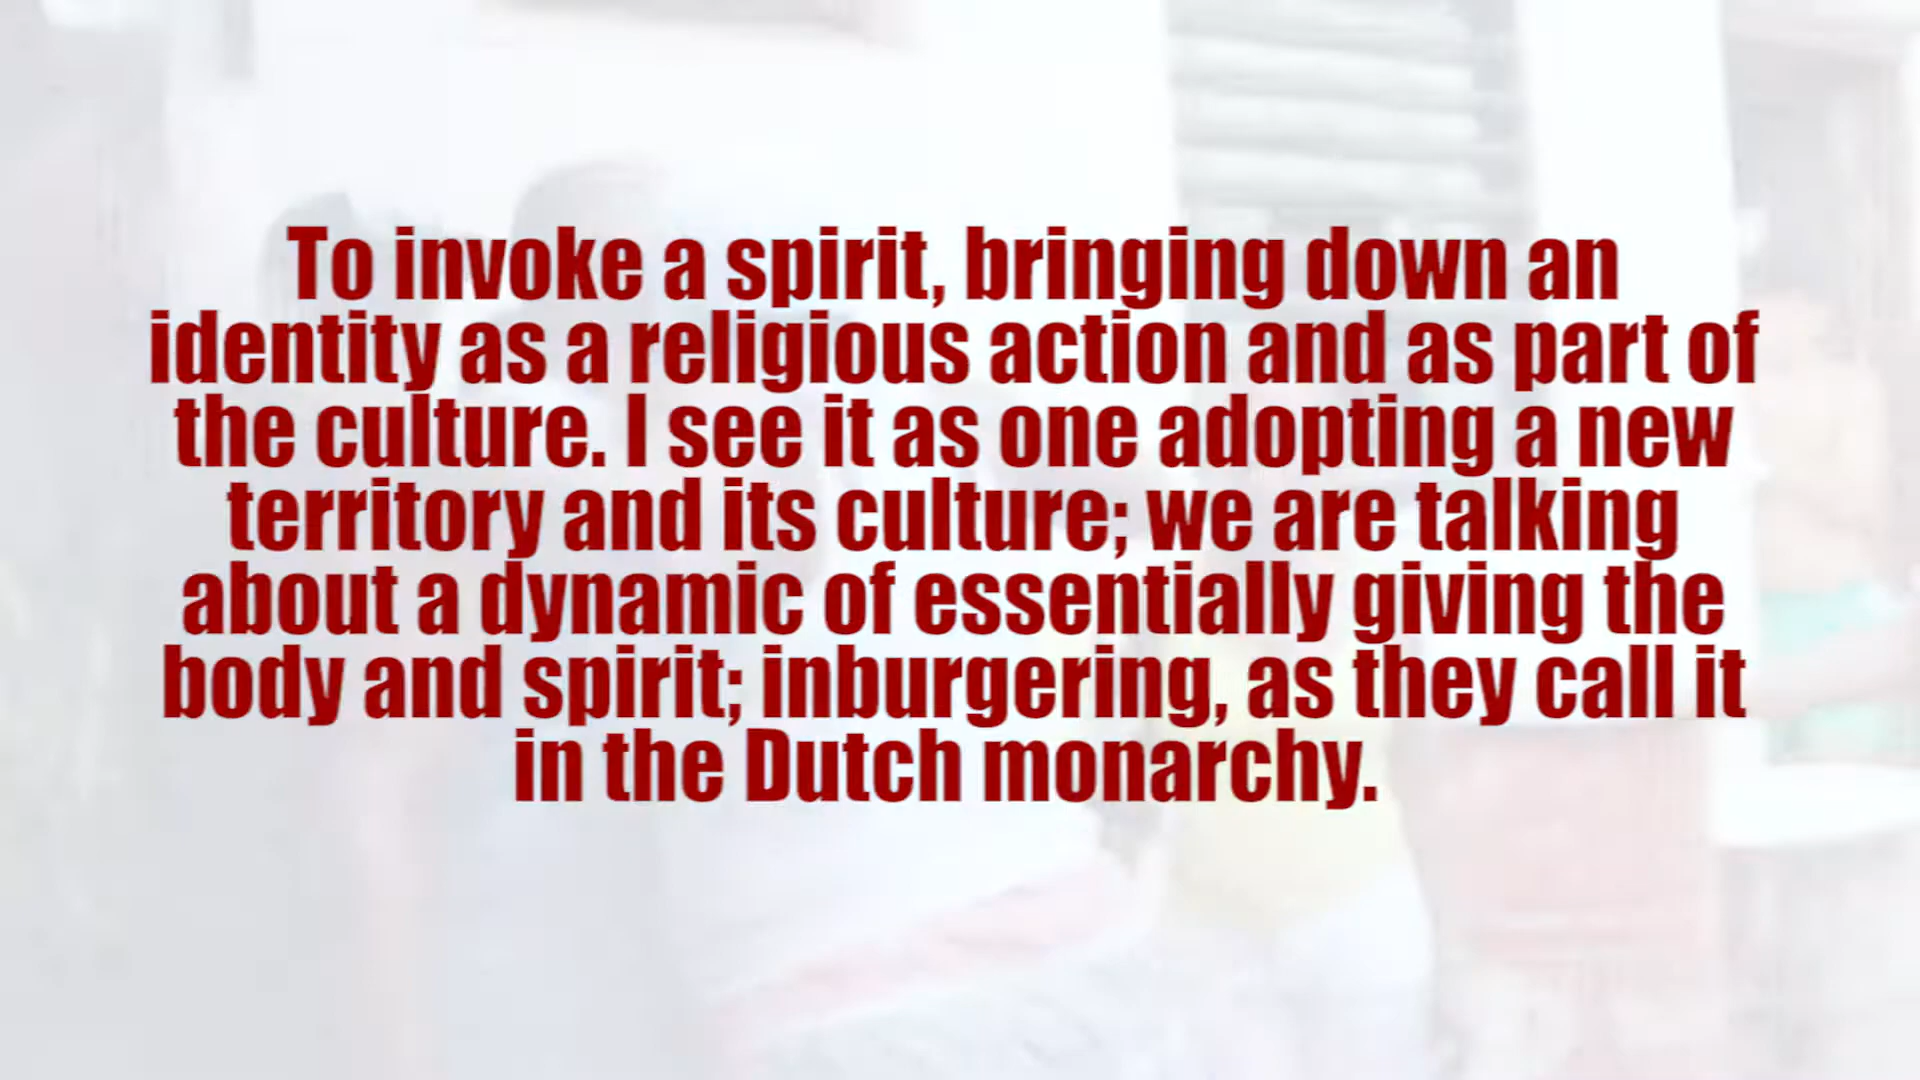 To invoke a spirit, bringing down an
identity as a religious action and as part of
the culture. I see it as one adopting a new
territory and its culture; we are talking
about a dynamic of essentially giving the
body and spirit; inburgering, as they call it
in the Dutch monarchy.